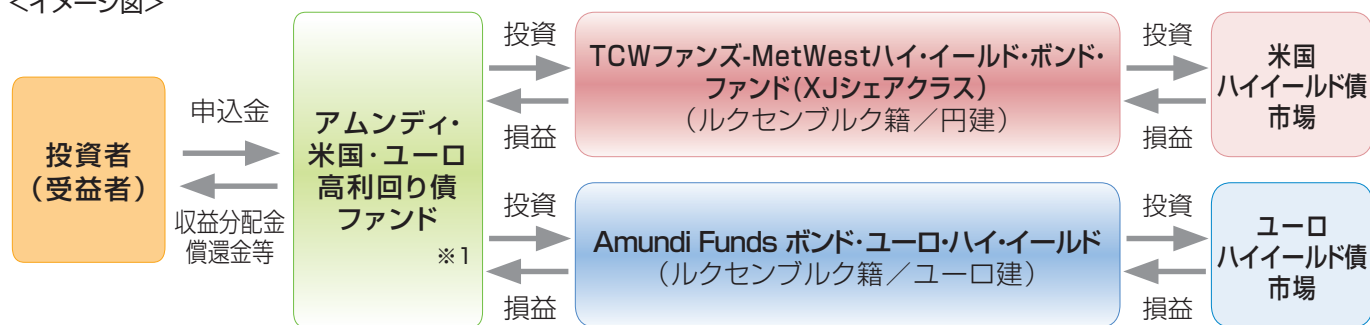 <イメージ図>
投資者
（受益者）
申込金
収益分配金
償還金等
アムンディ・
米国・ユーロ
高利回り債
ファンド
※1
投資
損益
TCWファンズ-MetWestハイ・イールド・ボンド・
ファンド(XJシェアクラス)
（ルクセンブルク籍／円建）
投資
損益
米国
ハイイールド債
市場
投資
損益
Amundi Funds ボンド・ユーロ・ハイ・イールド
（ルクセンブルク籍／ユーロ建）
投資
損益
ユーロ
ハイイールド債
市場